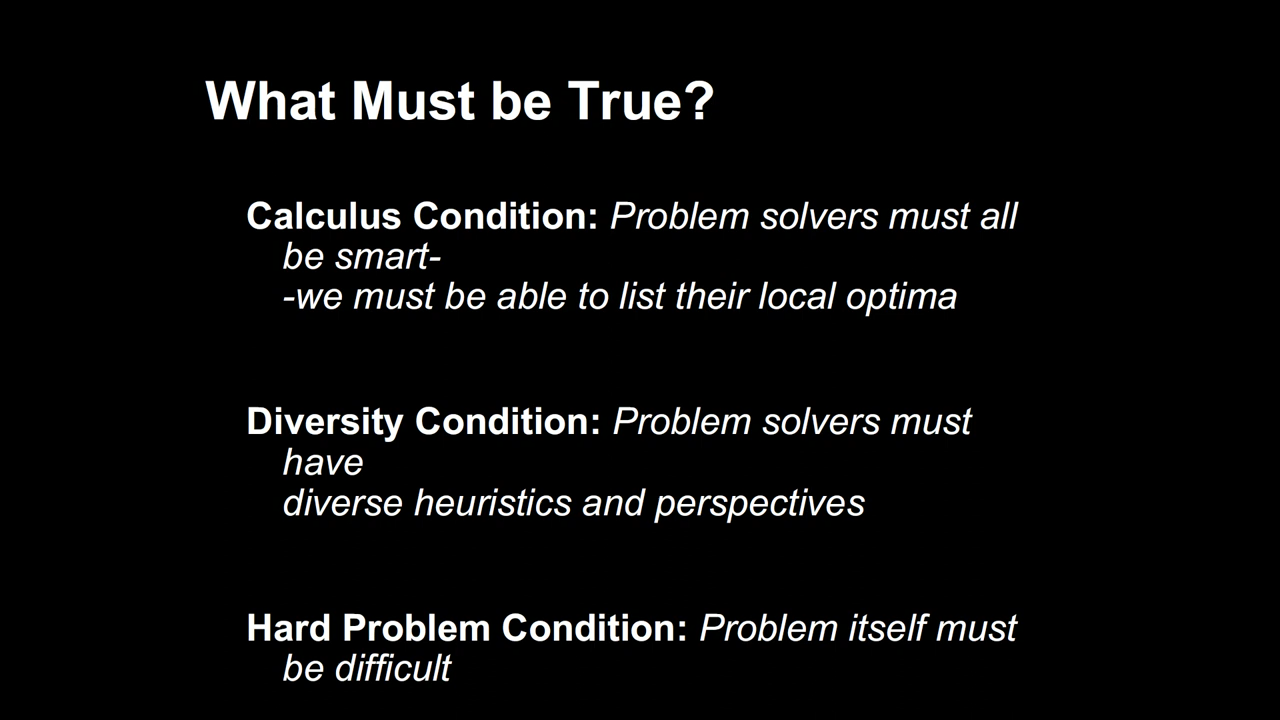 What Must be True?
Calculus Condition: Problem solvers must all
be smart-
-we must be able to list their local optima
Diversity Condition: Problem solvers must
have
diverse heuristics and perspectives
Hard Problem Condition: Problem itself must
be difficult